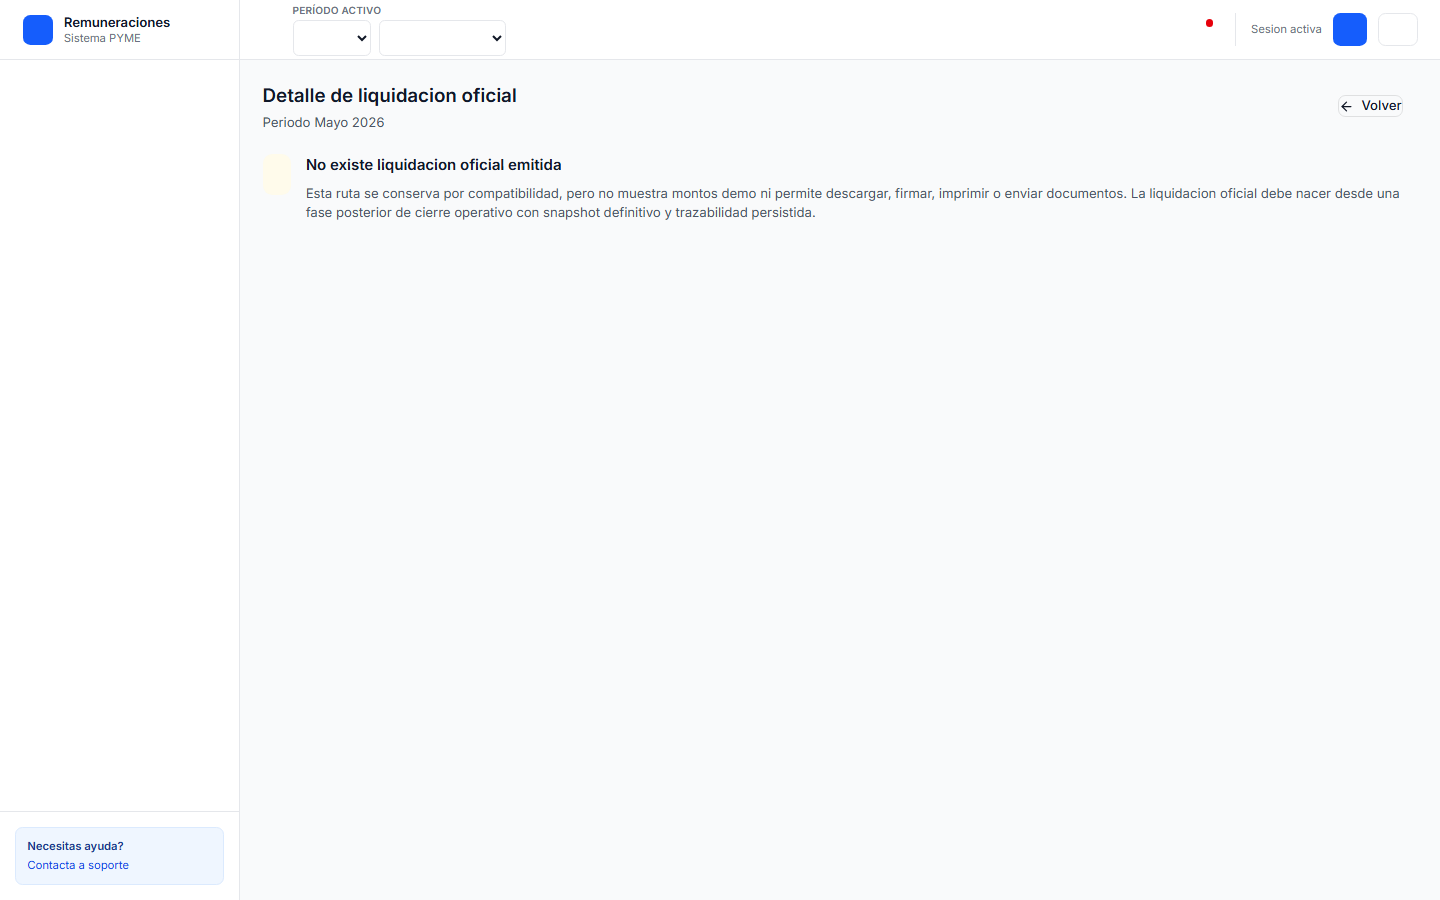 Remuneraciones
Sistema PYME
PERÍODO ACTIVO
Sesion activa
Detalle de liquidacion oficial
Periodo Mayo 2026
Volver
No existe liquidacion oficial emitida
Esta ruta se conserva por compatibilidad, pero no muestra montos demo ni permite descargar, firmar, imprimir o enviar documentos. La liquidacion oficial debe nacer desde una
fase posterior de cierre operativo con snapshot definitivo y trazabilidad persistida.
Necesitas ayuda?
Contacta a soporte